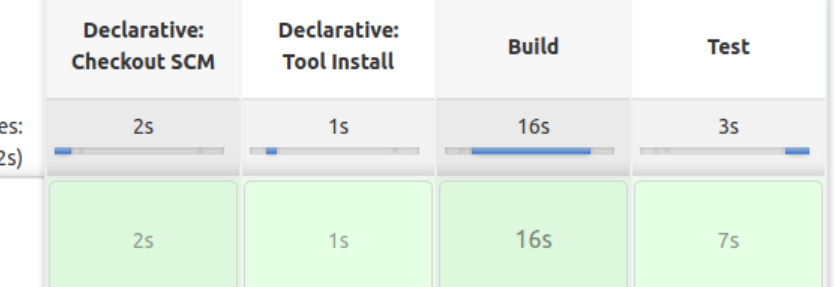 Declarative:
Checkout SCM
Declarative:
Tool Install
Build
Test
es:
2s)
2s
1s
16s
3s
2s
1s
16s
7s